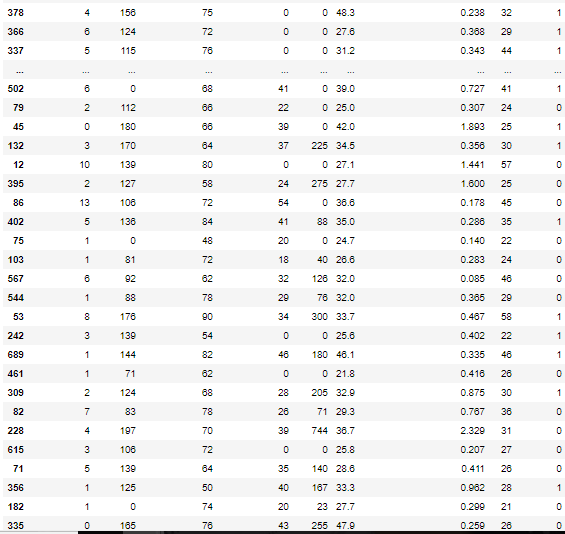 378 4 156 75 0 0 48.3 0.238 32 1
366 6 124 72 0 0 27.6 0.368 29 1
337 5 115 76 0 0 31.2 0.343 44 1
... ... ... ... ... ... ... ... ... ...
502 6 0 68 41 0 39.0 0.727 41 1
79 2 112 66 22 0 25.0 0.307 24 0
45 0 180 66 39 0 42.0 1.893 25 1
132 3 170 64 37 225 34.5 0.356 30 1
12 10 139 80 0 0 27.1 1.441 57 0
395 2 127 58 24 275 27.7 1.600 25 0
86 13 106 72 54 0 36.6 0.178 45 0
402 5 136 84 41 88 35.0 0.286 35 1
75 1 0 48 20 0 24.7 0.140 22 0
103 1 81 72 18 40 26.6 0.283 24 0
567 6 92 62 32 126 32.0 0.085 46 0
544 1 88 78 29 76 32.0 0.365 29 0
53 8 176 90 34 300 33.7 0.467 58 1
242 3 139 54 0 0 25.6 0.402 22 1
689 1 144 82 46 180 46.1 0.335 46 1
461 1 71 62 0 0 21.8 0.416 26 0
309 2 124 68 28 205 32.9 0.875 30 1
82 7 83 78 26 71 29.3 0.767 36 0
228 4 197 70 39 744 36.7 2.329 31 0
615 3 106 72 0 0 25.8 0.207 27 0
71 5 139 64 35 140 28.6 0.411 26 0
356 1 125 50 40 167 33.3 0.962 28 1
182 1 0 74 20 23 27.7 0.299 21 0
335 0 165 76 43 255 47.9 0.259 26 0